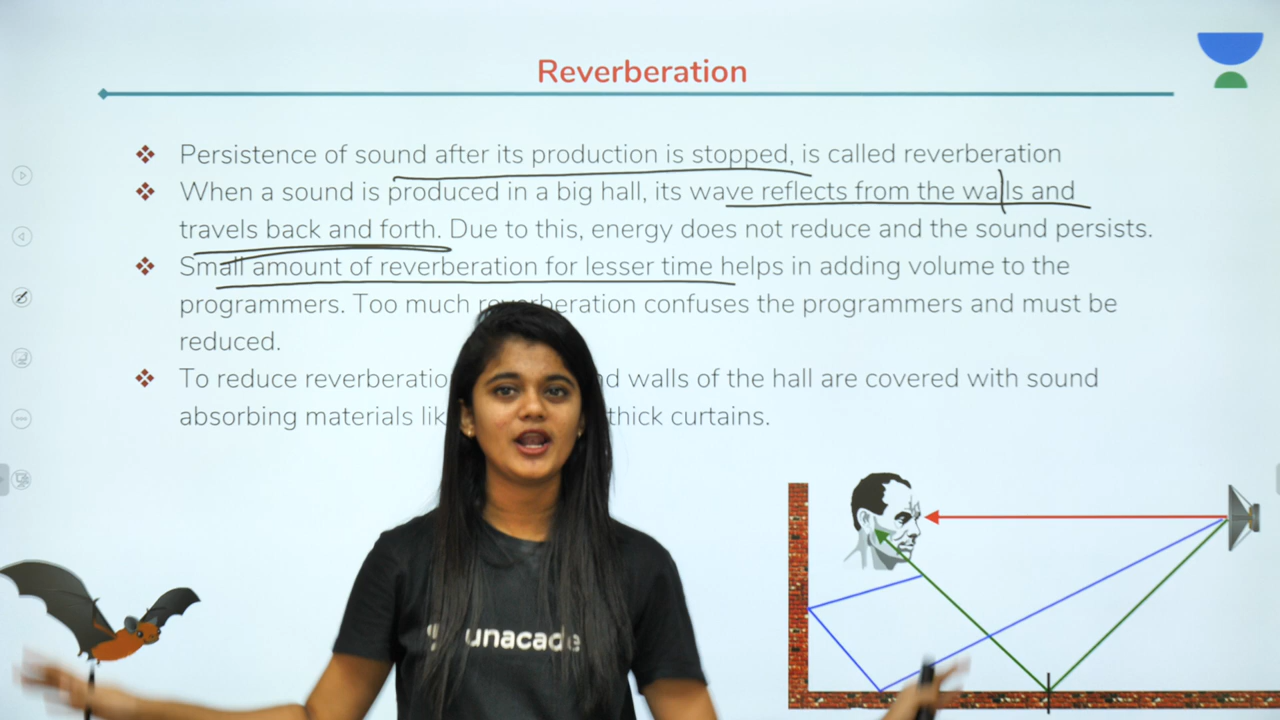 Reverberation
Persistence of sound after its production is stopped, is called reverberation
When a sound is produced in a big hall, its wave reflects from the walls and
travels back and forth. Due to this, energy does not reduce and the sound persists.
Small amount of reverberation for lesser time helps in adding volume to the
programmers. Too much reverberation confuses the programmers and must be
reduced.
To reduce walls of the hall are covered with sound
absorbing materials thick curtains.